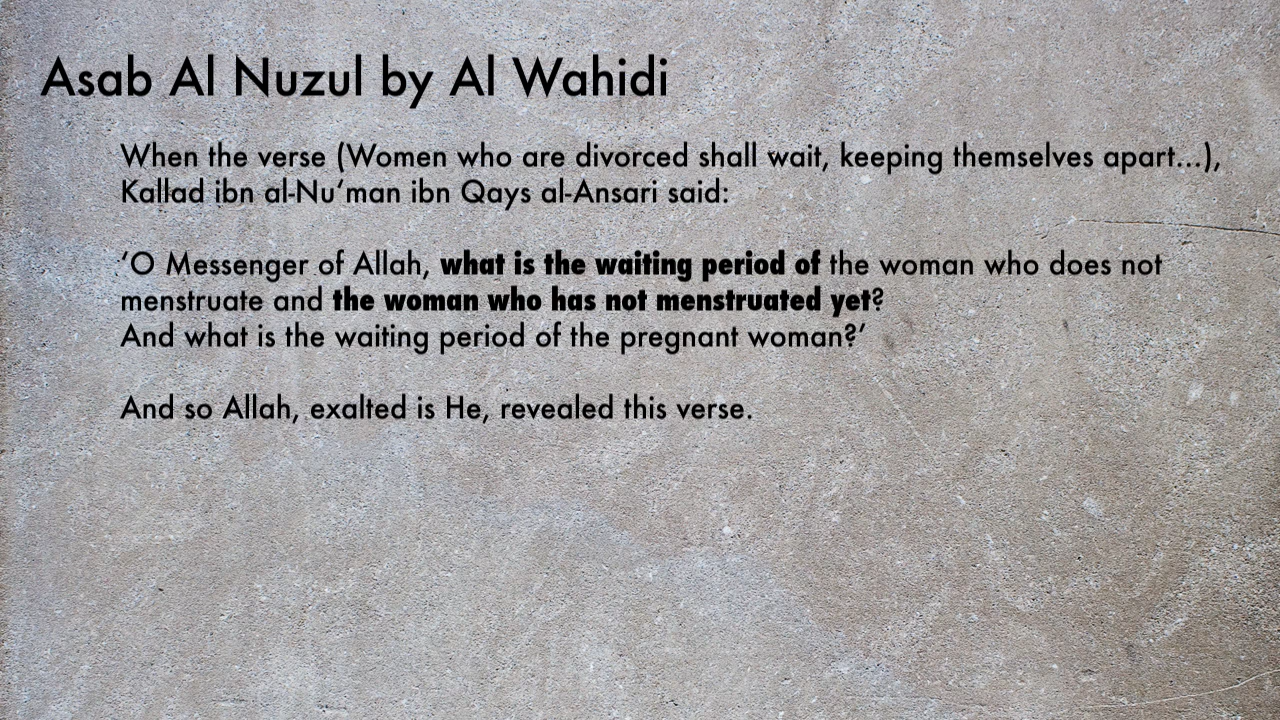 Asab Al Nuzul by Al Wahidi
When the verse (Women who are divorced shall wait, keeping themselves apart...),
Kallad ibn al-Nu‘man ibn Qays al-Ansari said:
‘O Messenger of Allah, what is the waiting period of the woman who does not
menstruate and the woman who has not menstruated yet?
And what is the waiting period of the pregnant woman?’
And so Allah, exalted is He, revealed this verse.